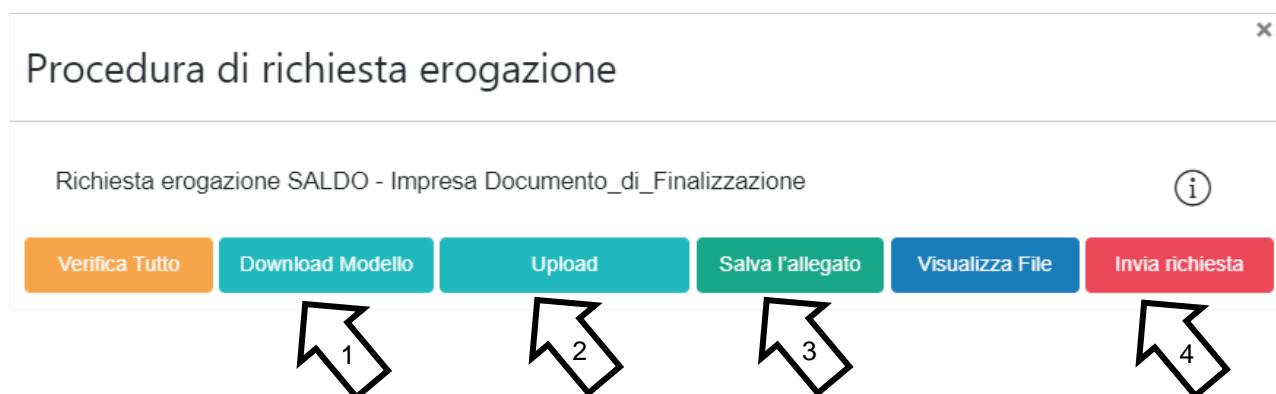 ×
Procedura di richiesta erogazione
Richiesta erogazione SALDO - Impresa Documento_di_Finalizzazione
i
Verifica Tutto Download Modello Upload Salva l'allegato Visualizza File Invia richiesta
1 2 3 4